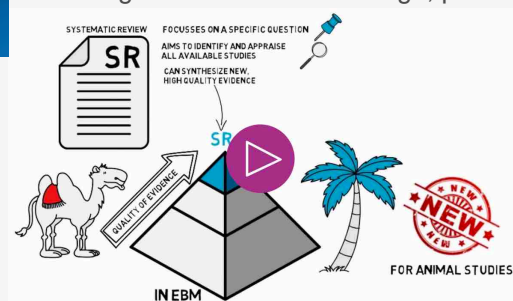 SYSTEMATIC REVIEW
SR
FOCUSSES ON A SPECIFIC QUESTION
AIMS TO IDENTIFY AND APPRAISE
ALL AVAILABLE STUDIES
CAN SYNTHESIZE NEW,
HIGH QUALITY EVIDENCE
SR
QUALITY OF EVIDENCE
IN EBM
NEW
NEW
NEW
FOR ANIMAL STUDIES